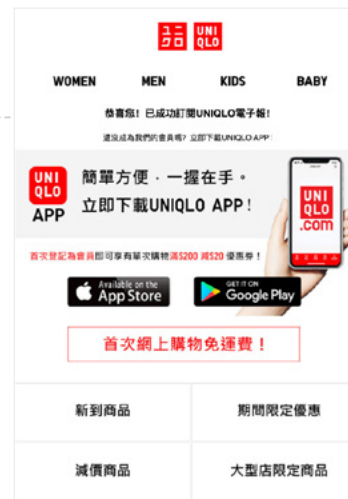 ユニ
クロ
UNI
QLO
WOMEN
MEN
KIDS
BABY
恭喜您! 已成功訂閱UNIQLO電子報!
還沒成為我們的會員嗎? 立即下載UNIQLO APP!
UNI
QLO
APP
簡單方便.一握在手。
立即下載UNIQLO APP!
UNI
QLO
.com
首次登記為會員即可享有單次購物滿$200 減$20 優惠券!
Available on the
App Store
GET IT ON
Google Play
首次網上購物免運費!
新到商品
期間限定優惠
減價商品
大型店限定商品